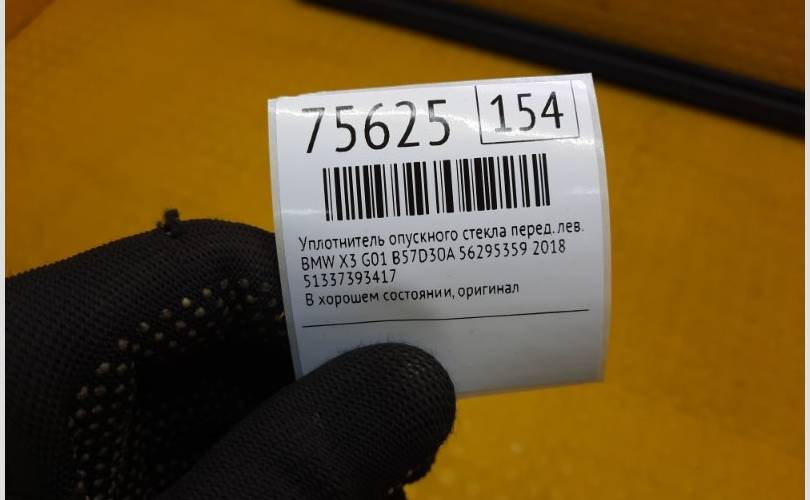 75625 154
Уплотнитель опускного стекла перед. лев.
BMW X3 G01 B57D30A 56295359 2018
51337393417
В хорошем состоянии, оригинал